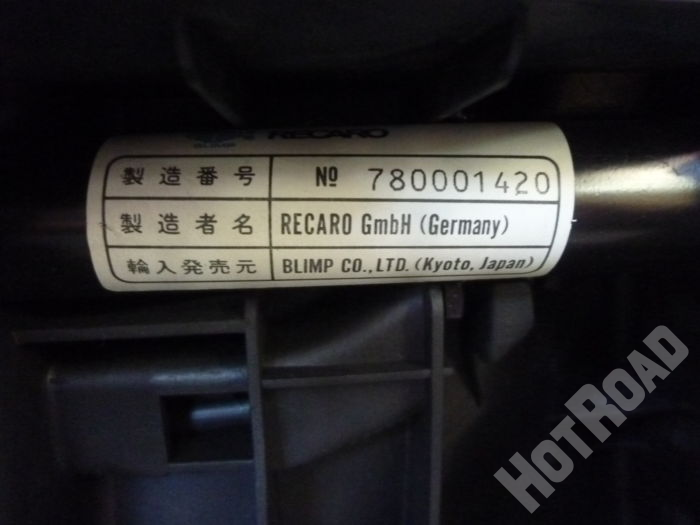 BLIMP RECARO
製造番号 № 780001420
製造者名 RECARO GmbH (Germany)
輸入発売元 BLIMP CO.,LTD. (Kyoto, Japan)
HOTROAD